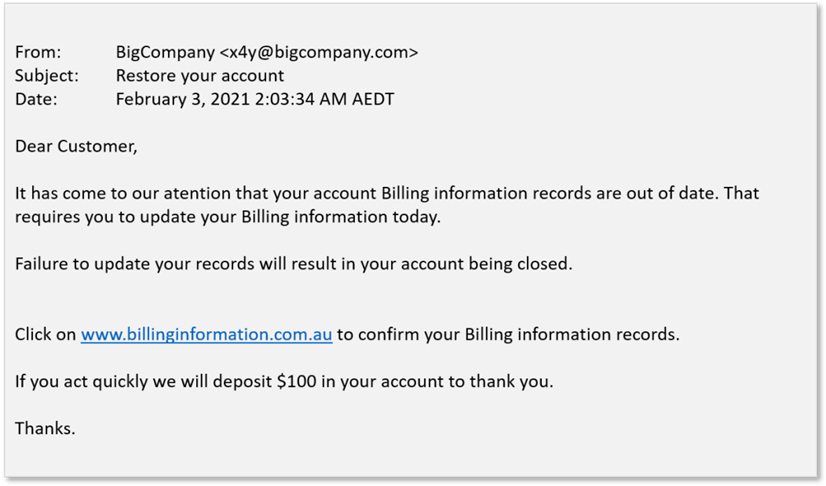 From: BigCompany <x4y@bigcompany.com>
Subject: Restore your account
Date: February 3, 2021 2:03:34 AM AEDT
Dear Customer,
It has come to our atention that your account Billing information records are out of date. That
requires you to update your Billing information today.
Failure to update your records will result in your account being closed.
Click on www.billinginformation.com.au to confirm your Billing information records.
If you act quickly we will deposit $100 in your account to thank you.
Thanks.